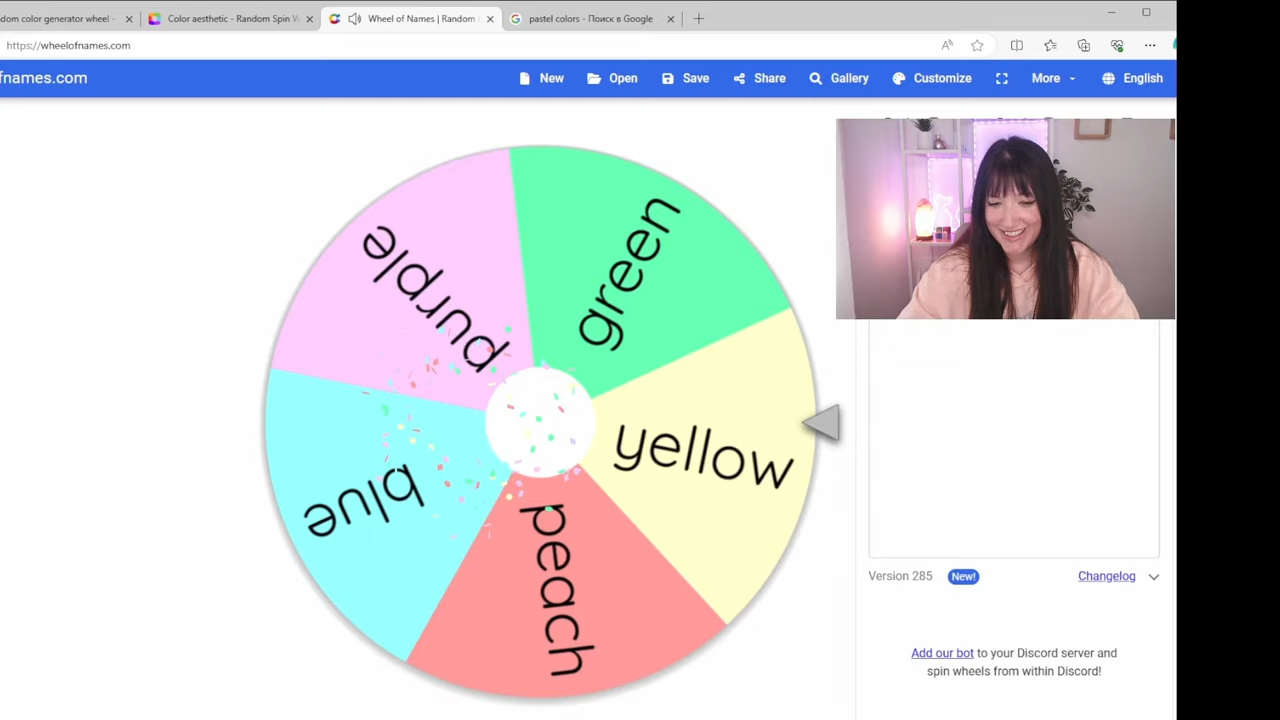 dom color generator wheel -
Color aesthetic - Random Spin W
Wheel of Names | Random
pastel colors - Поиск в Google
https://wheelofnames.com
fnames.com
New
Open
Save
Share
Gallery
Customize
More
English
purple
green
yellow
peach
blue
Version 285
New!
Changelog
Add our bot to your Discord server and
spin wheels from within Discord!